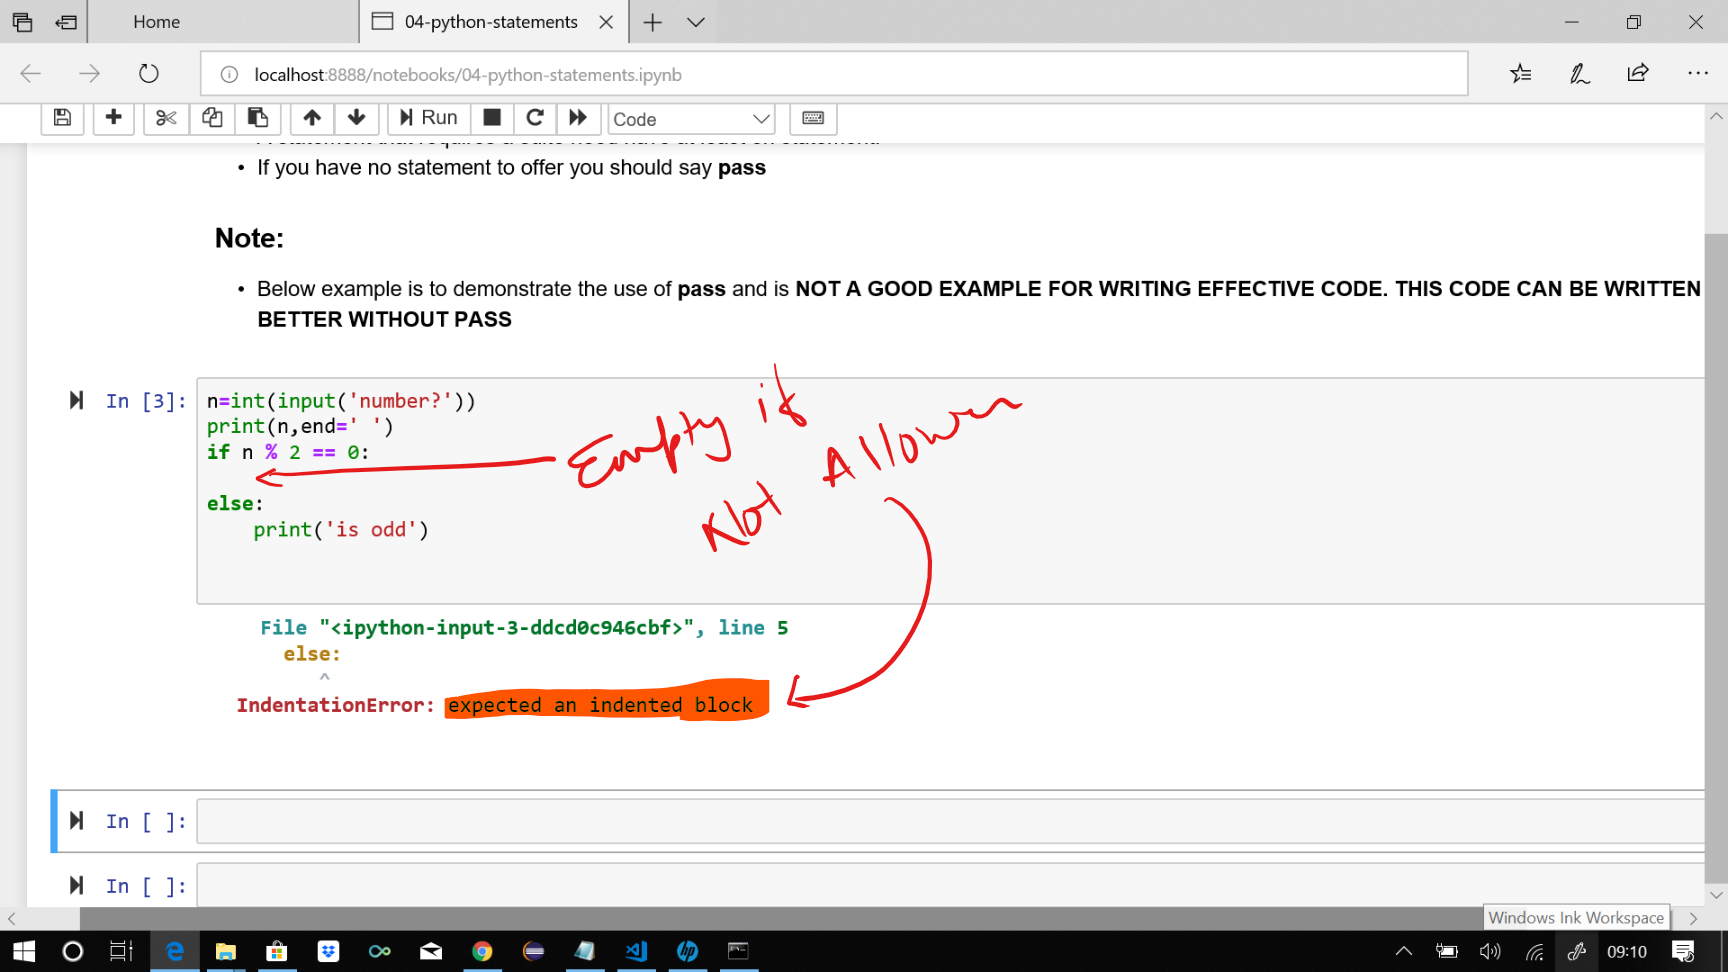 Home
04-python-statements
localhost:8888/notebooks/04-python-statements.ipynb
Run
Code
• If you have no statement to offer you should say pass
Note:
• Below example is to demonstrate the use of pass and is NOT A GOOD EXAMPLE FOR WRITING EFFECTIVE CODE. THIS CODE CAN BE WRITTEN
BETTER WITHOUT PASS
In [3]:
n=int(input('number?'))
print(n,end=' ')
if n % 2 == 0:
else:
print('is odd')
Empty if
Not Allowed
File "<ipython-input-3-ddcd0c946cbf>", line 5
else:
^
IndentationError: expected an indented block
In [ ]:
In [ ]:
Windows Ink Workspace
09:10